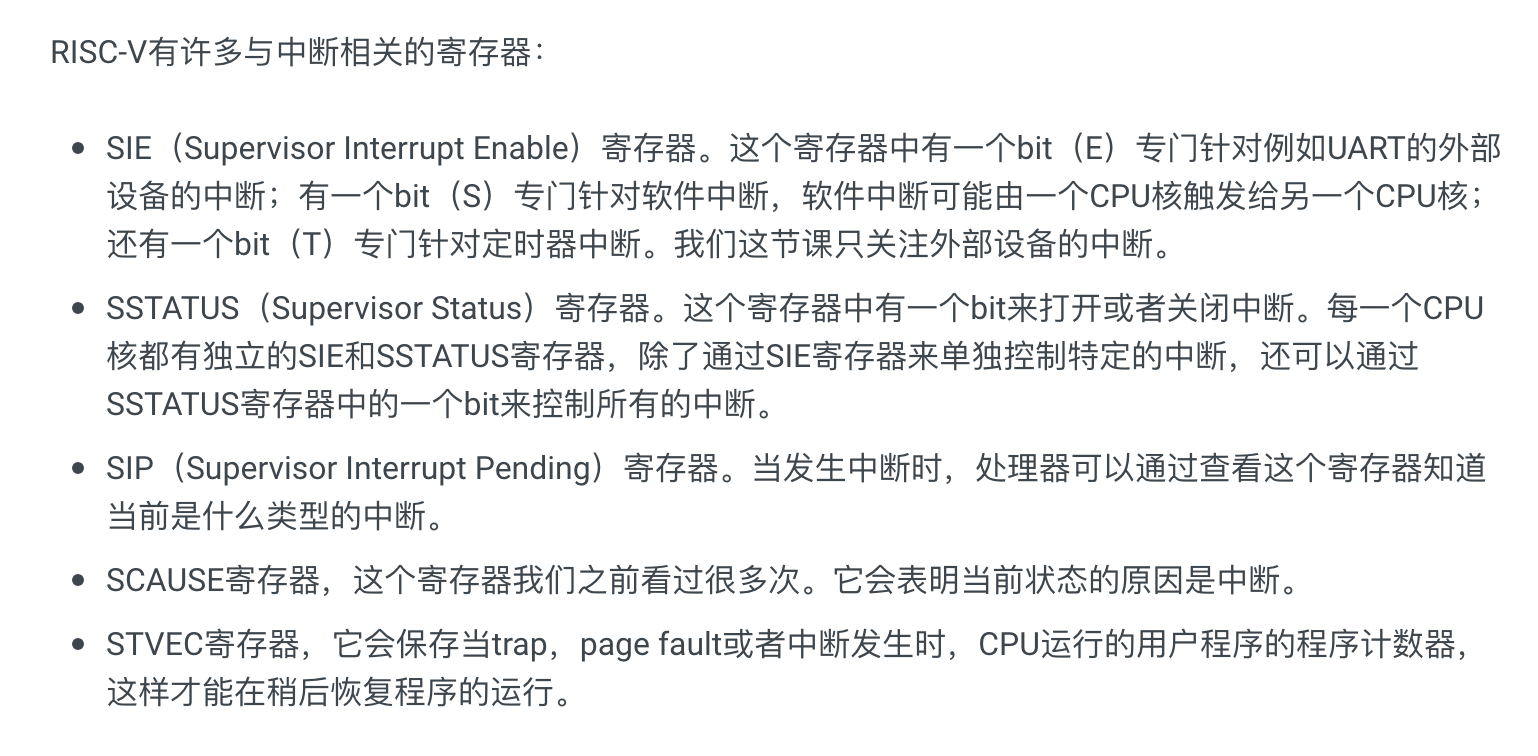 RISC-V有许多与中断相关的寄存器：
SIE（Supervisor Interrupt Enable）寄存器。这个寄存器中有一个bit（E）专门针对例如UART的外部
设备的中断；有一个bit（S）专门针对软件中断，软件中断可能由一个CPU核触发给另一个CPU核；
还有一个bit（T）专门针对定时器中断。我们这节课只关注外部设备的中断。
SSTATUS（Supervisor Status）寄存器。这个寄存器中有一个bit来打开或者关闭中断。每一个CPU
核都有独立的SIE和SSTATUS寄存器，除了通过SIE寄存器来单独控制特定的中断，还可以通过
SSTATUS寄存器中的一个bit来控制所有的中断。
SIP（Supervisor Interrupt Pending）寄存器。当发生中断时，处理器可以通过查看这个寄存器知道
当前是什么类型的中断。
SCAUSE寄存器，这个寄存器我们之前看过很多次。它会表明当前状态的原因是中断。
STVEC寄存器，它会保存当trap，page fault或者中断发生时，CPU运行的用户程序的程序计数器，
这样才能在稍后恢复程序的运行。